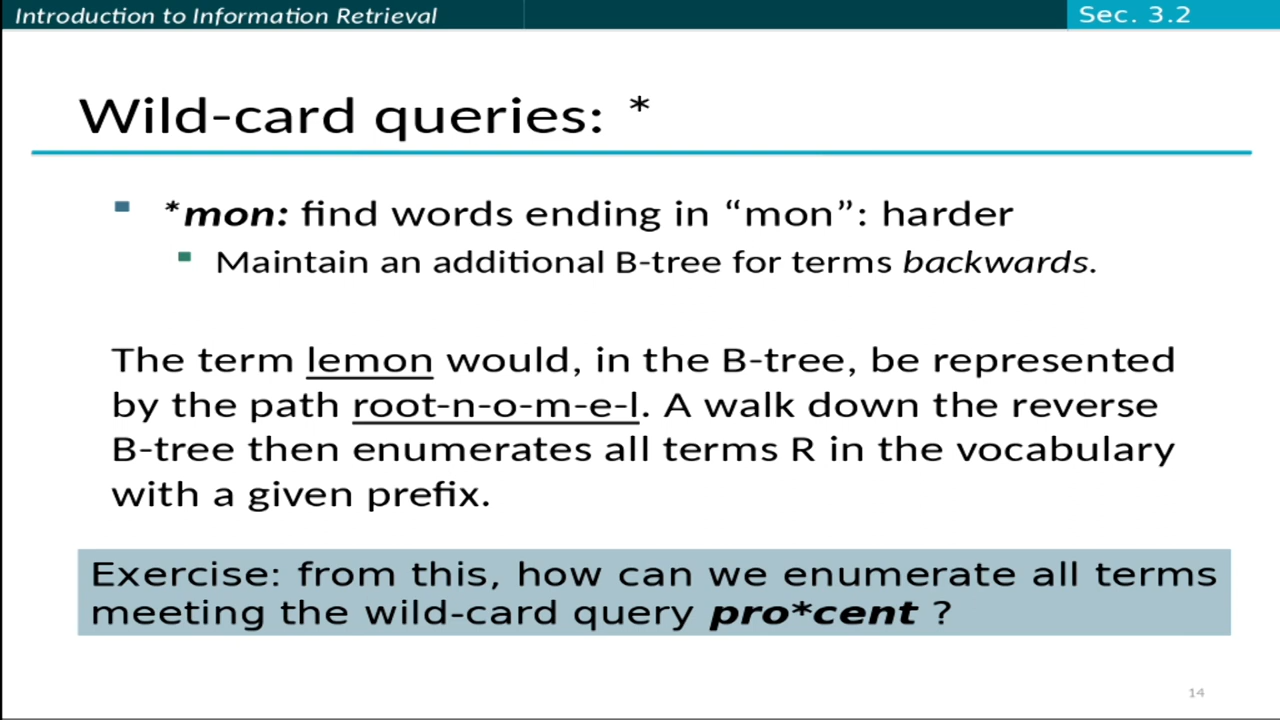 Introduction to Information Retrieval
Sec. 3.2
Wild-card queries: *
*mon: find words ending in “mon”: harder
Maintain an additional B-tree for terms backwards.
The term lemon would, in the B-tree, be represented
by the path root-n-o-m-e-l. A walk down the reverse
B-tree then enumerates all terms R in the vocabulary
with a given prefix.
Exercise: from this, how can we enumerate all terms
meeting the wild-card query pro*cent ?
14